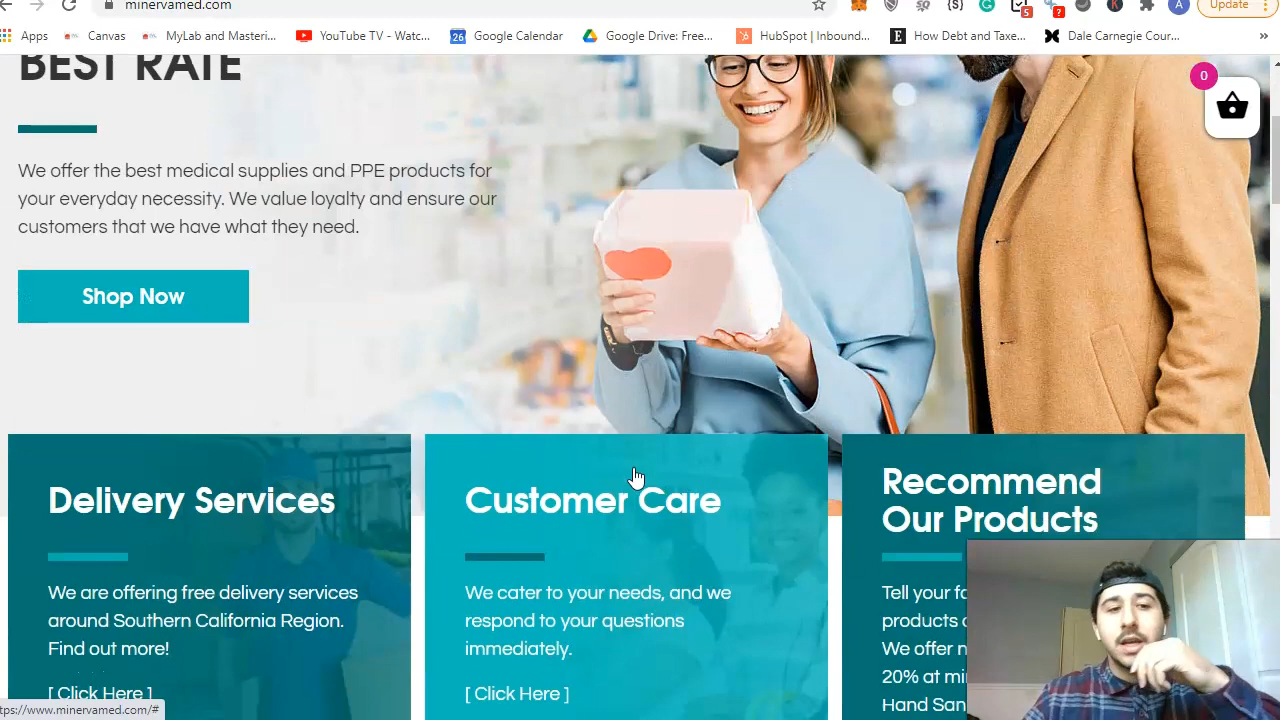 minervamed.com
Update
5
?
A
Apps
Canvas
MyLab and Masteri...
YouTube TV - Watc...
26
Google Calendar
Google Drive: Free...
HubSpot | Inbound...
How Debt and Taxe...
Dale Carnegie Cour...
»
BEST RATE
0
We offer the best medical supplies and PPE products for
your everyday necessity. We value loyalty and ensure our
customers that we have what they need.
Shop Now
Delivery Services
We are offering free delivery services
around Southern California Region.
Find out more!
[ Click Here ]
Customer Care
We cater to your needs, and we
respond to your questions
immediately.
[ Click Here ]
Recommend
Our Products
Tell your
products
We offer
20% at
Hand
ttps://www.minervamed.com/#